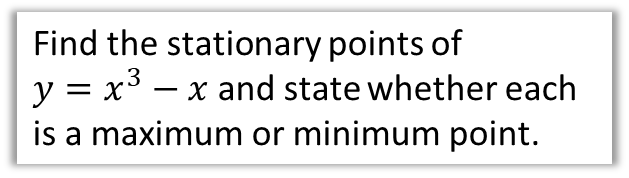 Find the stationary points of
𝑦 = 𝑥³ − 𝑥 and state whether each
is a maximum or minimum point.